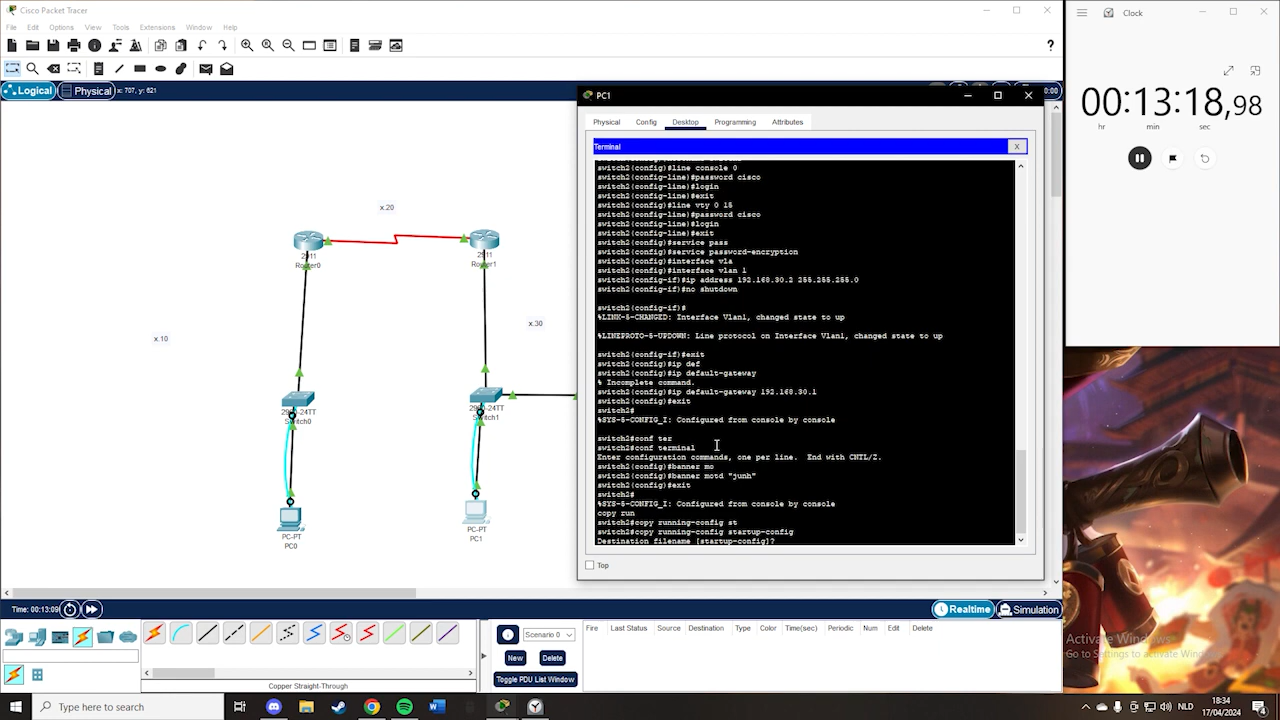 Cisco Packet Tracer
File Edit Options View Tools Extensions Window Help
Logical Physical x: 707, y: 621
x.20
2911
Router0
Router1
x.10
x.30
Switch0
Switch1
PC-PT
PC0
PC-PT
PC1
PC1
Physical Config Desktop Programming Attributes
Terminal
X
switch2(config)#line console 0
switch2(config-line)#password cisco
switch2(config-line)#login
switch2(config-line)#exit
switch2(config)#line vty 0 15
switch2(config-line)#password cisco
switch2(config-line)#login
switch2(config-line)#exit
switch2(config)#service pass
switch2(config)#service password-encryption
switch2(config)#interface vla
switch2(config)#interface vlan 1
switch2(config-if)#ip address 192.168.30.2 255.255.255.0
switch2(config-if)#no shutdown
switch2(config-if)#
%LINK-5-CHANGED: Interface Vlan1, changed state to up
%LINEPROTO-5-UPDOWN: Line protocol on Interface Vlan1, changed state to up
switch2(config-if)#exit
switch2(config)#ip def
switch2(config)#ip default-gateway
% Incomplete command.
switch2(config)#ip default-gateway 192.168.30.1
switch2(config)#exit
switch2#
%SYS-5-CONFIG_I: Configured from console by console
switch2#conf ter
switch2#conf terminal
Enter configuration commands, one per line. End with CNTL/Z.
switch2(config)#banner mo
switch2(config)#banner motd "junh"
switch2(config)#exit
switch2#
%SYS-5-CONFIG_I: Configured from console by console
copy run
switch2#copy running-config st
switch2#copy running-config startup-config
Destination filename [startup-config]?
Top
Clock
00:13:18,98
hr min sec
Time: 00:13:09
Realtime Simulation
Scenario 0
New Delete
Toggle PDU List Window
Fire Last Status Source Destination Type Color Time(sec) Periodic Num Edit Delete
Copper Straight-Through
Activate Windows
Go to Settings to activate Windows.
Type here to search
NLD
18:34
17/04/2024